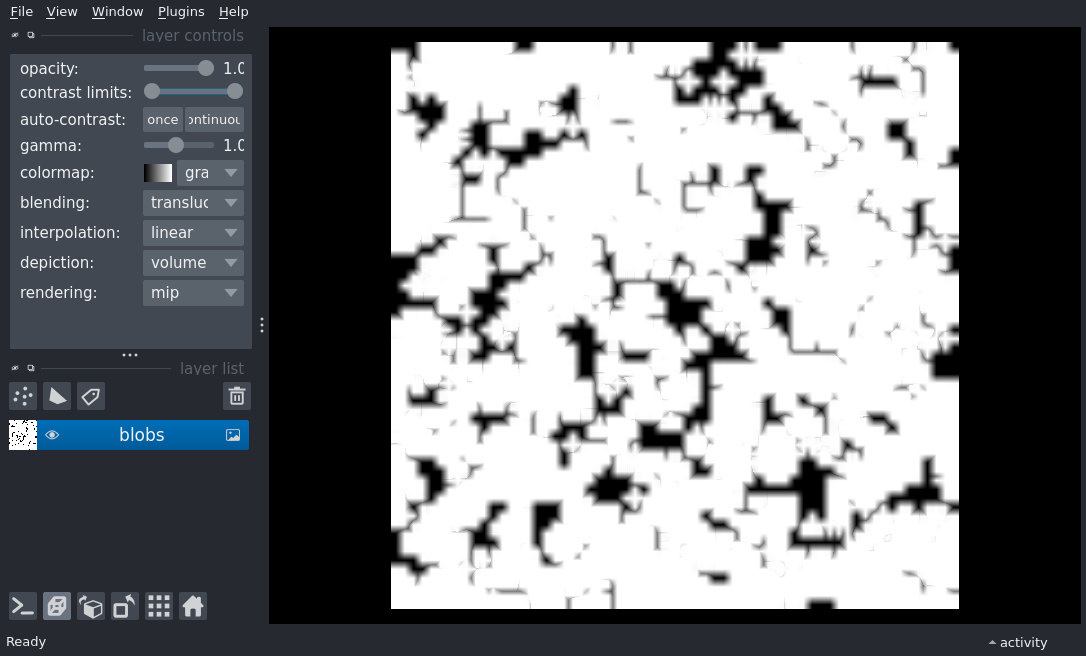 File View Window Plugins Help
layer controls
opacity: 1.0
contrast limits:
auto-contrast: once ontinuou
gamma: 1.0
colormap: gra
blending: transluc
interpolation: linear
depiction: volume
rendering: mip
layer list
blobs
Ready
activity